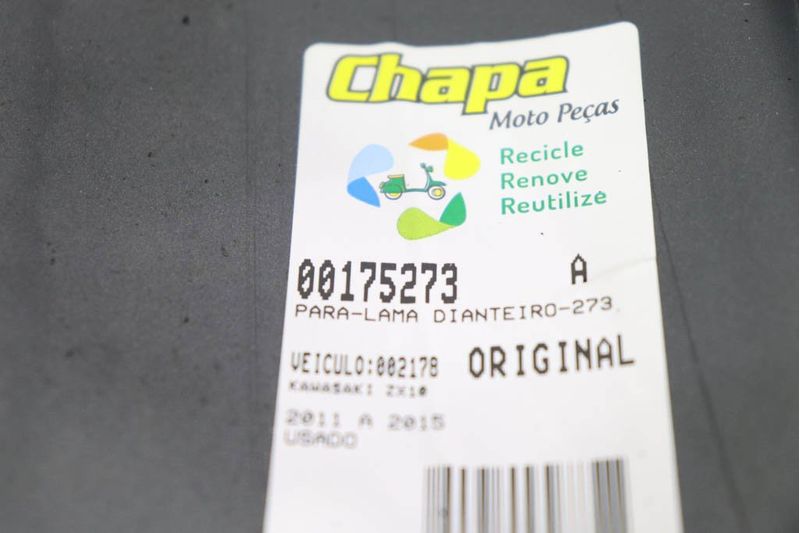 Chapa
Moto Peças
Recicle
Renove
Reutilize
00175273 A
PARA-LAMA DIANTEIRO-273
VEICULO:002178 ORIGINAL
KAWASAKI ZX10
2011 A 2015
USADO